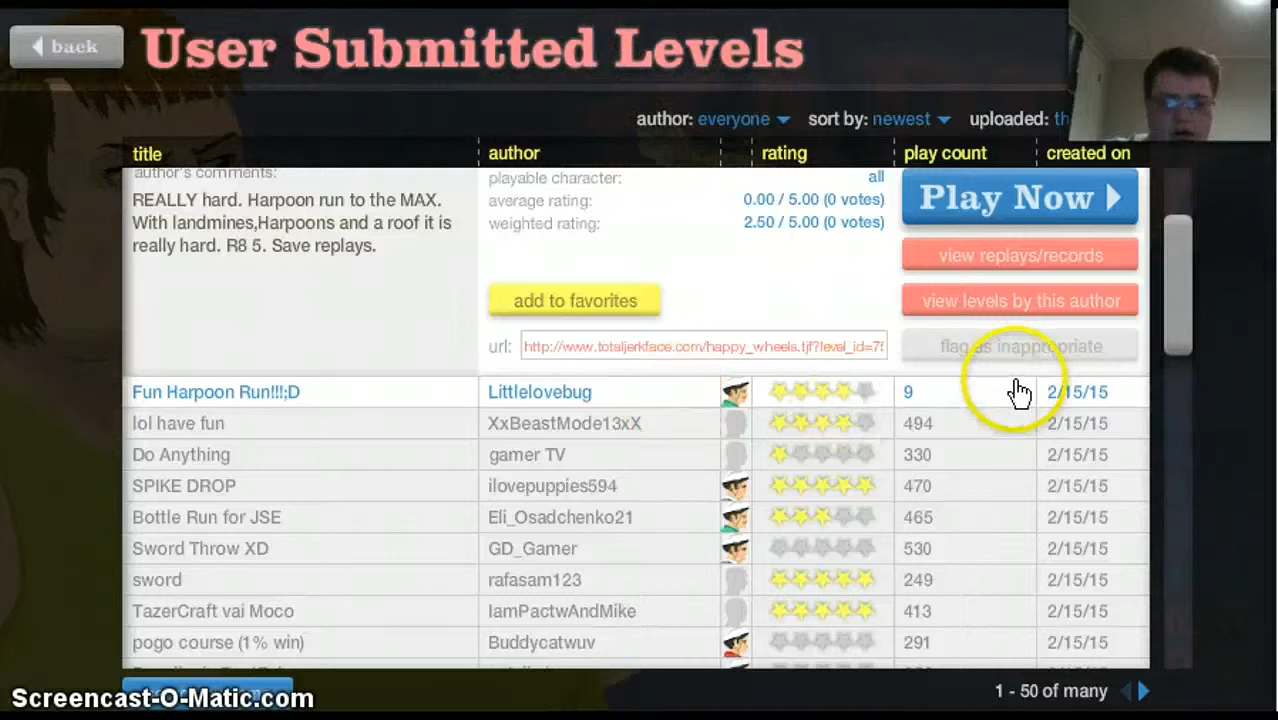 back
User Submitted Levels
author: everyone sort by: newest uploaded:
title author rating play count created on
author's comments:
REALLY hard. Harpoon run to the MAX.
With landmines,Harpoons and a roof it is
really hard. R8 5. Save replays.
playable character: all
average rating: 0.00 / 5.00 (0 votes)
weighted rating: 2.50 / 5.00 (0 votes)
Play Now
view replays/records
add to favorites
view levels by this author
url: http://www.totaljerkface.com/happy_wheels.tjf?level_id=7
flag as inappropriate
Fun Harpoon Run!!!;D Littlelovebug 9 2/15/15
lol have fun XxBeastMode13xX 494 2/15/15
Do Anything gamer TV 330 2/15/15
SPIKE DROP ilovepuppies594 470 2/15/15
Bottle Run for JSE Eli_Osadchenko21 465 2/15/15
Sword Throw XD GD_Gamer 530 2/15/15
sword rafasam123 249 2/15/15
TazerCraft vai Moco IamPactwAndMike 413 2/15/15
pogo course (1% win) Buddycatwuv 291 2/15/15
Screencast-O-Matic.com
1 - 50 of many